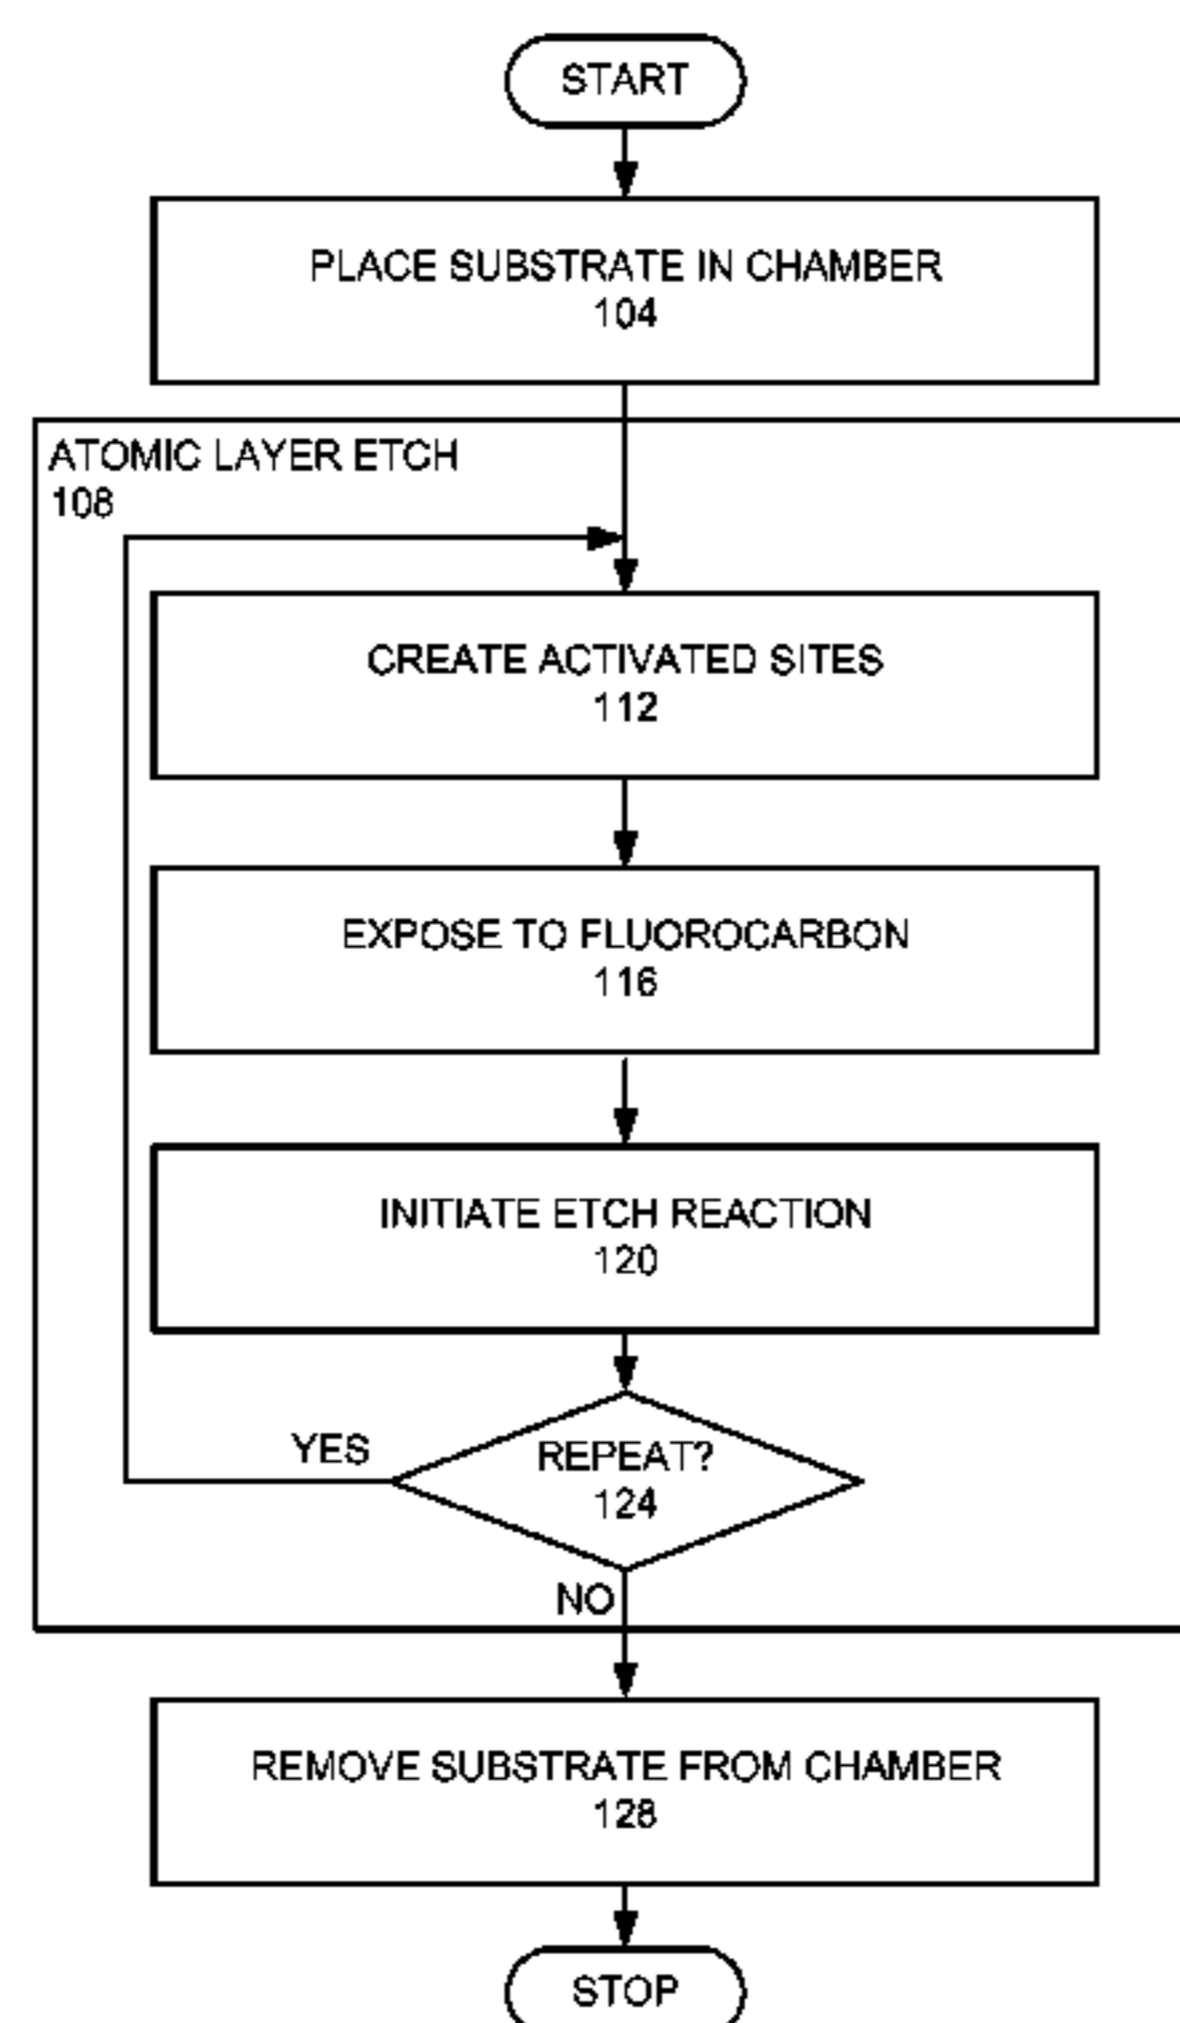 START
PLACE SUBSTRATE IN CHAMBER
104
ATOMIC LAYER ETCH
108
CREATE ACTIVATED SITES
112
EXPOSE TO FLUOROCARBON
116
INITIATE ETCH REACTION
120
YES
REPEAT?
124
NO
REMOVE SUBSTRATE FROM CHAMBER
128
STOP